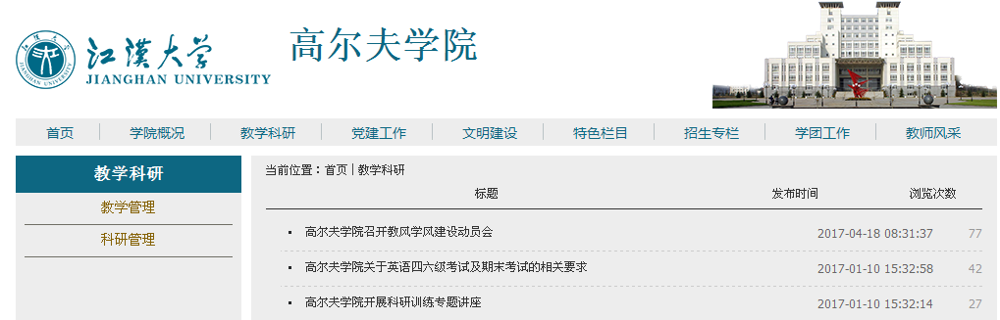 江漢大学
JIANGHAN UNIVERSITY
高尔夫学院
首页 学院概况 教学科研 党建工作 文明建设 特色栏目 招生专栏 学团工作 教师风采
教学科研
教学管理
科研管理
当前位置：首页 | 教学科研
标题 发布时间 浏览次数
高尔夫学院召开教风学风建设动员会 2017-04-18 08:31:37 77
高尔夫学院关于英语四六级考试及期末考试的相关要求 2017-01-10 15:32:58 42
高尔夫学院开展科研训练专题讲座 2017-01-10 15:32:14 27